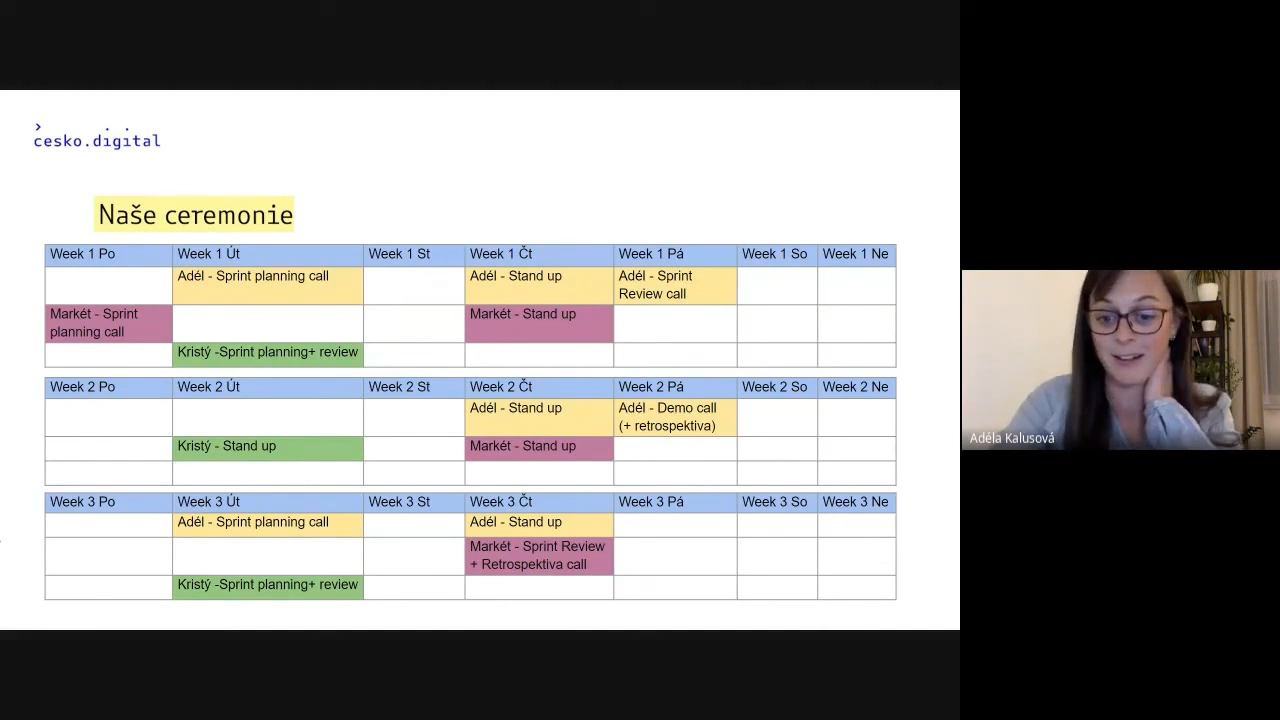 cesko.digital
Naše ceremonie
Week 1 Po Week 1 Út Week 1 St Week 1 Čt Week 1 Pá Week 1 So Week 1 Ne
Adél - Sprint planning call Adél - Stand up Adél - Sprint
Review call
Markét - Sprint Markét - Stand up
planning call
Kristý -Sprint planning+ review
Week 2 Po Week 2 Út Week 2 St Week 2 Čt Week 2 Pá Week 2 So Week 2 Ne
Adél - Stand up Adél - Demo call
(+ retrospektiva)
Kristý - Stand up Markét - Stand up
Week 3 Po Week 3 Út Week 3 St Week 3 Čt Week 3 Pá Week 3 So Week 3 Ne
Adél - Sprint planning call Adél - Stand up
Markét - Sprint Review
+ Retrospektiva call
Kristý -Sprint planning+ review
Adéla Kalusová